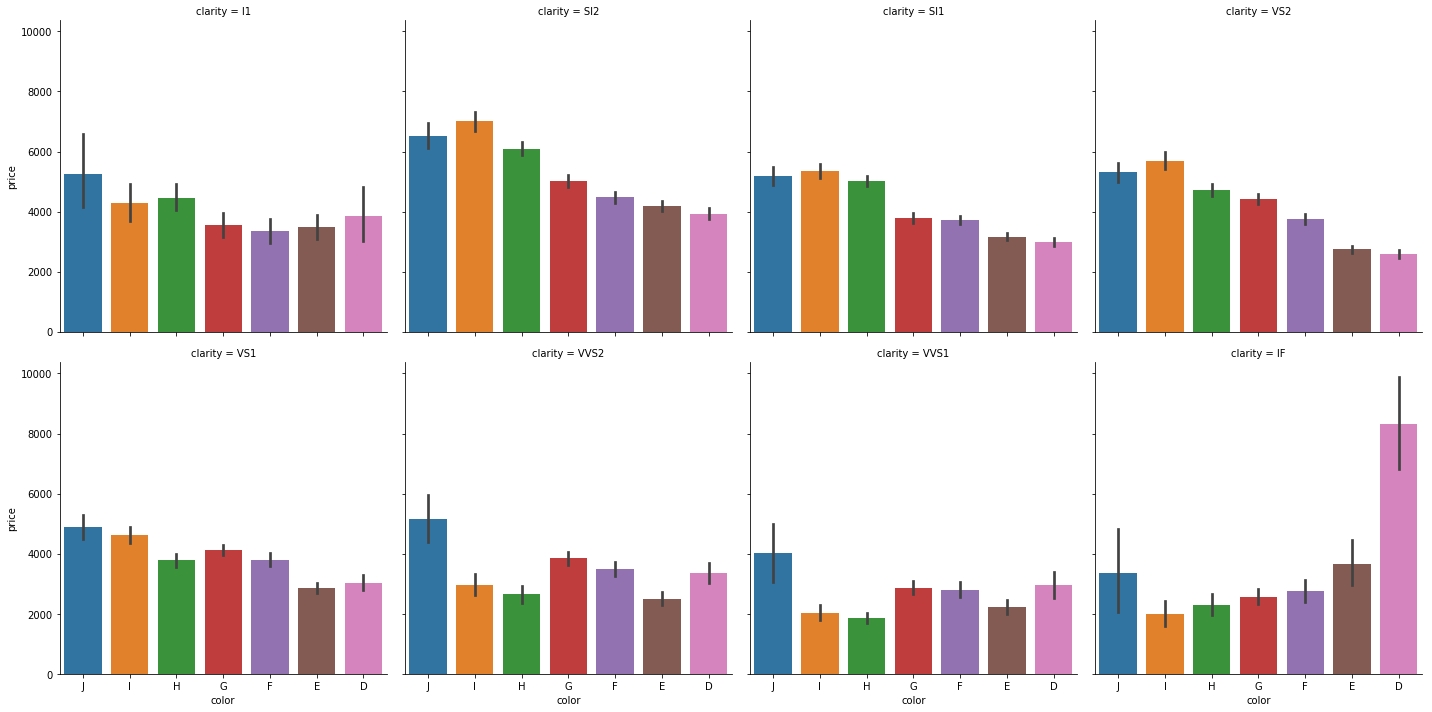 clarity = I1
clarity = SI2
clarity = SI1
clarity = VS2
10000
8000
6000
4000
2000
0
price
clarity = VS1
clarity = VVS2
clarity = VVS1
clarity = IF
10000
8000
6000
4000
2000
0
price
J I H G F E D
J I H G F E D
J I H G F E D
J I H G F E D
color
color
color
color